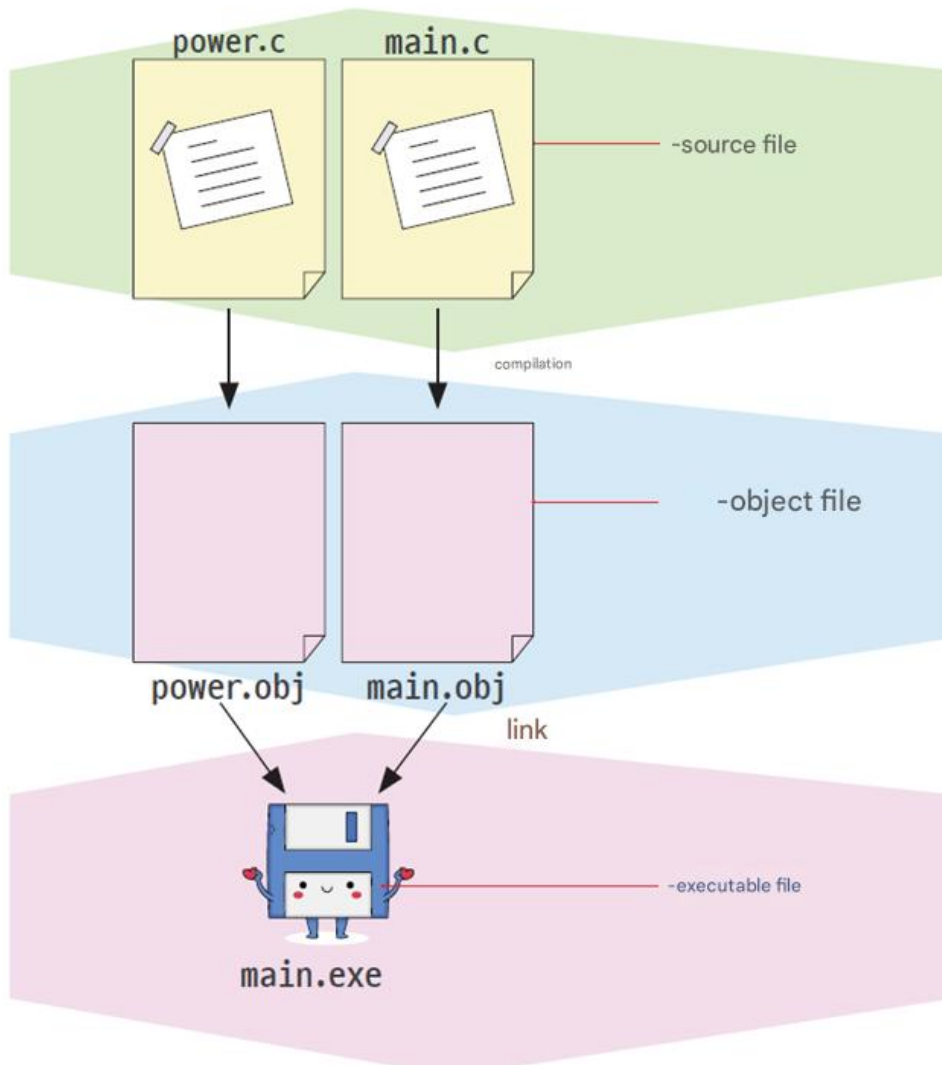 power.c
main.c
-source file
compilation
-object file
power.obj
main.obj
link
-executable file
main.exe